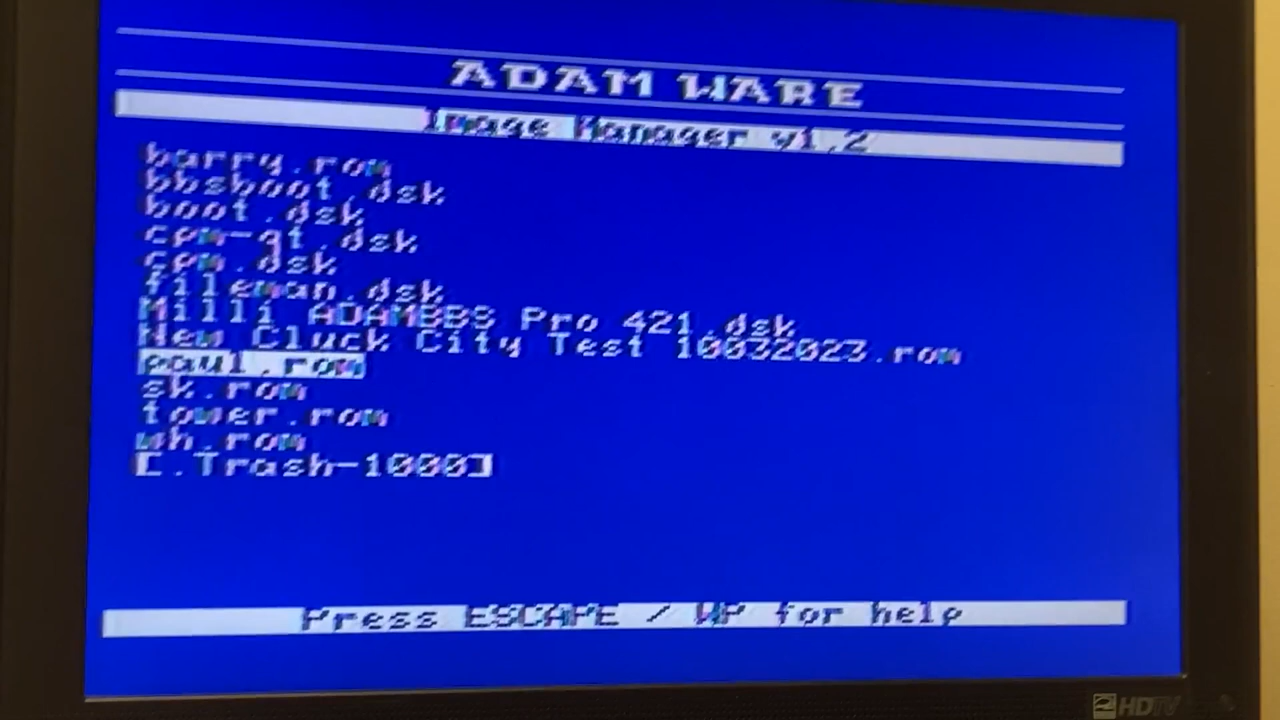 ADAM WARE
Image Manager v1.2
barry.rom
bbsboot.dsk
boot.dsk
cpm-gt.dsk
cpm.dsk
fileman.dsk
Milli ADAMBBS Pro 421.dsk
New Cluck City Test 10032023.rom
paul.rom
sk.rom
tower.rom
wh.rom
[.Trash-1000]
Press ESCAPE / WP for help
HDTV